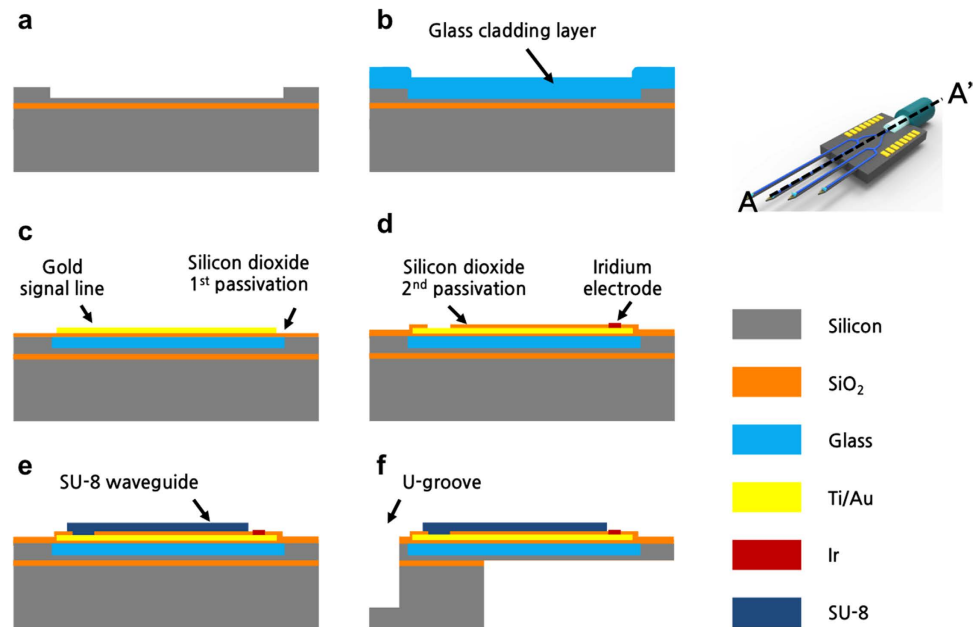 a
b
Glass cladding layer
A'
A
c
Gold
signal line
Silicon dioxide
1st passivation
d
Silicon dioxide
2nd passivation
Iridium
electrode
Silicon
SiO₂
Glass
Ti/Au
Ir
SU-8
e
SU-8 waveguide
f
U-groove